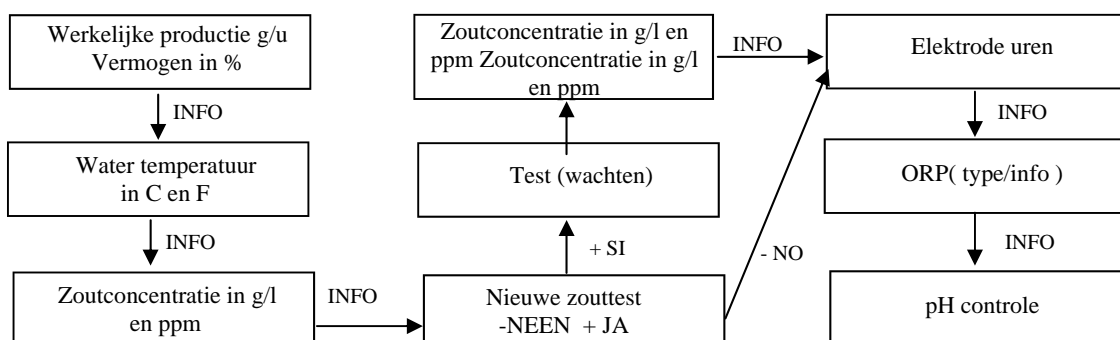 Werkelijke productie g/u
Vermogen in %
INFO
Water temperatuur
in C en F
INFO
Zoutconcentratie in g/l
en ppm
INFO
Nieuwe zouttest
-NEEN + JA
+ SI
Test (wachten)
Zoutconcentratie in g/l en
ppm Zoutconcentratie in g/l
en ppm
INFO
- NO
Elektrode uren
INFO
ORP( type/info )
INFO
pH controle